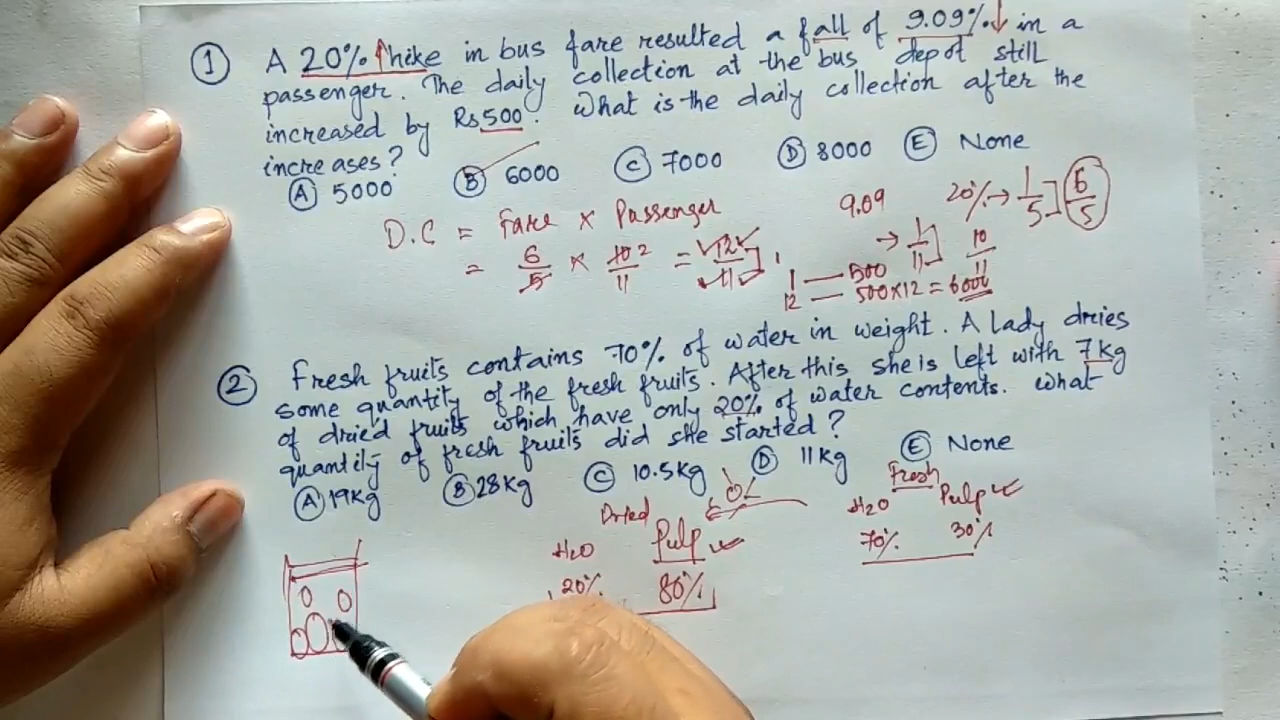 ① A 20% ↑ hike in bus fare resulted a fall of 9.09% ↓ in a
passenger. The daily collection at the bus depot still
increased by Rs 500. What is the daily collection after the
increases?
Ⓐ 5000 Ⓑ 6000 Ⓒ 7000 Ⓓ 8000 Ⓔ None
D.C = Fare × Passenger 9.09 20% → 1/5 6/5
= 6/5 × 10/11 2 = 12/11 1 → 1/11 10/11
1 — 500
12 — 500×12 = 6000
② Fresh fruits contains 70% of water in weight. A lady dries
some quantity of the fresh fruits. After this she is left with 7kg
of dried fruits which have only 20% of water contents. What
quantity of fresh fruits did she started?
Ⓐ 19kg Ⓑ 28kg Ⓒ 10.5kg Ⓓ 11kg Ⓔ None
Dried Fresh
H2O Pulp H2O Pulp
20% 80% 70% 30%